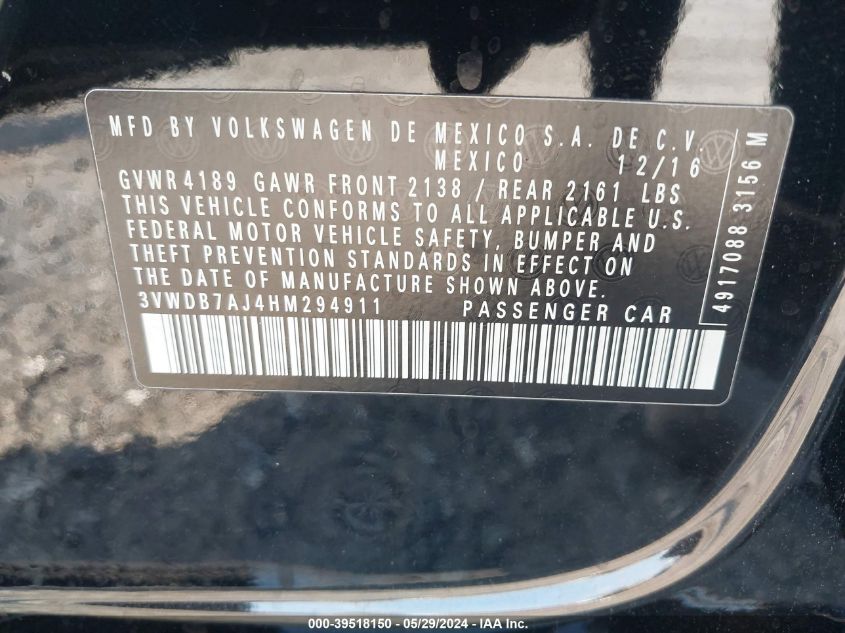 MFD BY VOLKSWAGEN DE MEXICO S.A. DE C.V.
MEXICO 12/16
GVWR 4189 GAWR FRONT 2138 / REAR 2161 LBS
THIS VEHICLE CONFORMS TO ALL APPLICABLE U.S.
FEDERAL MOTOR VEHICLE SAFETY, BUMPER AND
THEFT PREVENTION STANDARDS IN EFFECT ON
THE DATE OF MANUFACTURE SHOWN ABOVE.
3VWDB7AJ4HM294911 PASSENGER CAR
4917088 3156 M
000-39518150 - 05/29/2024 - IAA Inc.